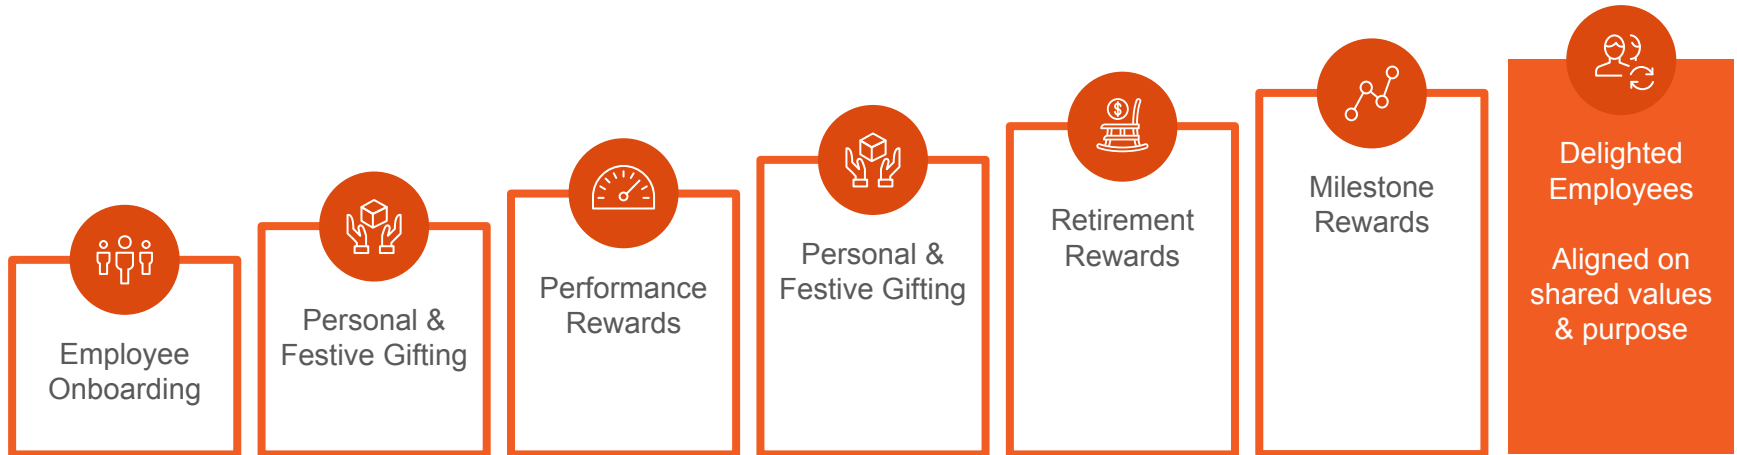 Employee
Onboarding
Personal &
Festive Gifting
Performance
Rewards
Personal &
Festive Gifting
$
Retirement
Rewards
Milestone
Rewards
Delighted
Employees
Aligned on
shared values
& purpose